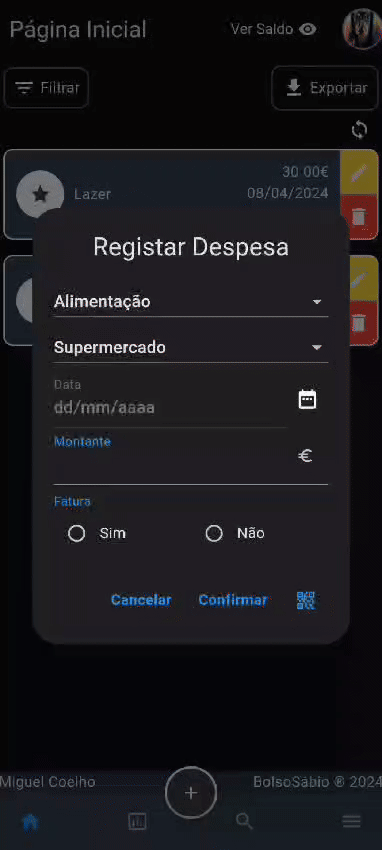 Página Inicial
Ver Saldo
Filtrar
Exportar
30.00€
Lazer
08/04/2024
Registar Despesa
Alimentação
Supermercado
Data
dd/mm/aaaa
Montante
€
Fatura
Sim
Não
Cancelar
Confirmar
Miguel Coelho
BolsoSábio ® 2024